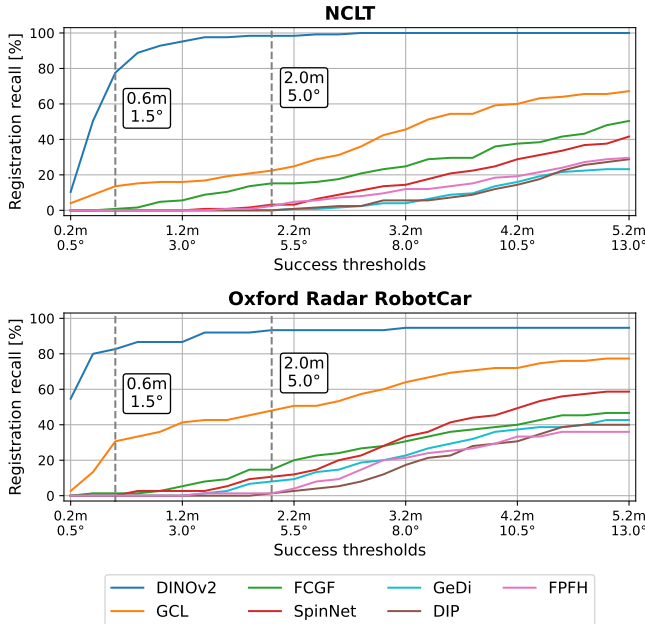 NCLT
Registration recall [%]
100
80
60
40
20
0
0.6m
1.5°
2.0m
5.0°
0.2m 1.2m 2.2m 3.2m 4.2m 5.2m
0.5° 3.0° 5.5° 8.0° 10.5° 13.0°
Success thresholds
Oxford Radar RobotCar
Registration recall [%]
100
80
60
40
20
0
0.6m
1.5°
2.0m
5.0°
0.2m 1.2m 2.2m 3.2m 4.2m 5.2m
0.5° 3.0° 5.5° 8.0° 10.5° 13.0°
Success thresholds
DINOv2 FCGF GeDi FPFH
GCL SpinNet DIP